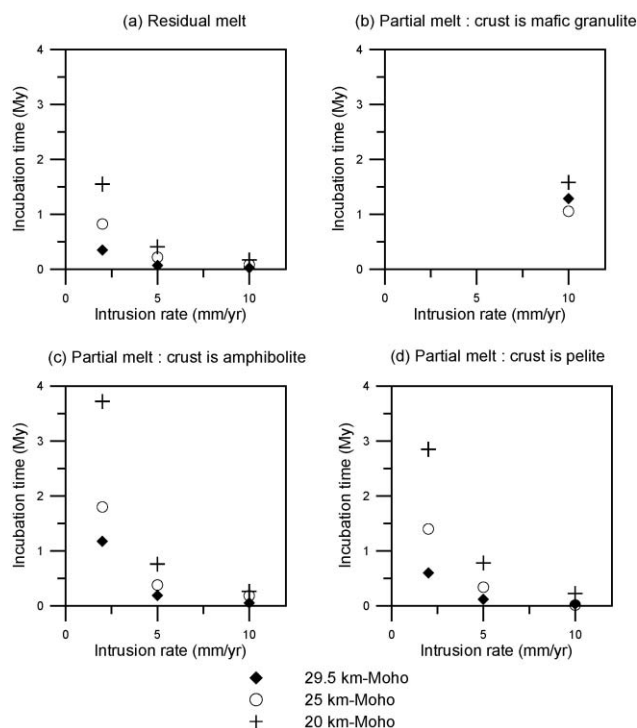 (a) Residual melt
(b) Partial melt : crust is mafic granulite
4
3
2
1
0
Incubation time (My)
0
5
10
Intrusion rate (mm/yr)
4
3
2
1
0
Incubation time (My)
0
5
10
Intrusion rate (mm/yr)
(c) Partial melt : crust is amphibolite
(d) Partial melt : crust is pelite
4
3
2
1
0
Incubation time (My)
0
5
10
Intrusion rate (mm/yr)
4
3
2
1
0
Incubation time (My)
0
5
10
Intrusion rate (mm/yr)
29.5 km-Moho
25 km-Moho
20 km-Moho